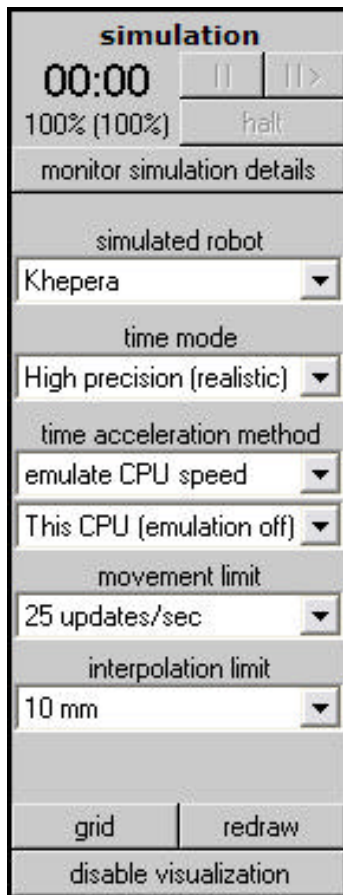 simulation
00:00 || ||>
100% (100%) halt
monitor simulation details
simulated robot
Khepera
time mode
High precision (realistic)
time acceleration method
emulate CPU speed
This CPU (emulation off)
movement limit
25 updates/sec
interpolation limit
10 mm
grid redraw
disable visualization